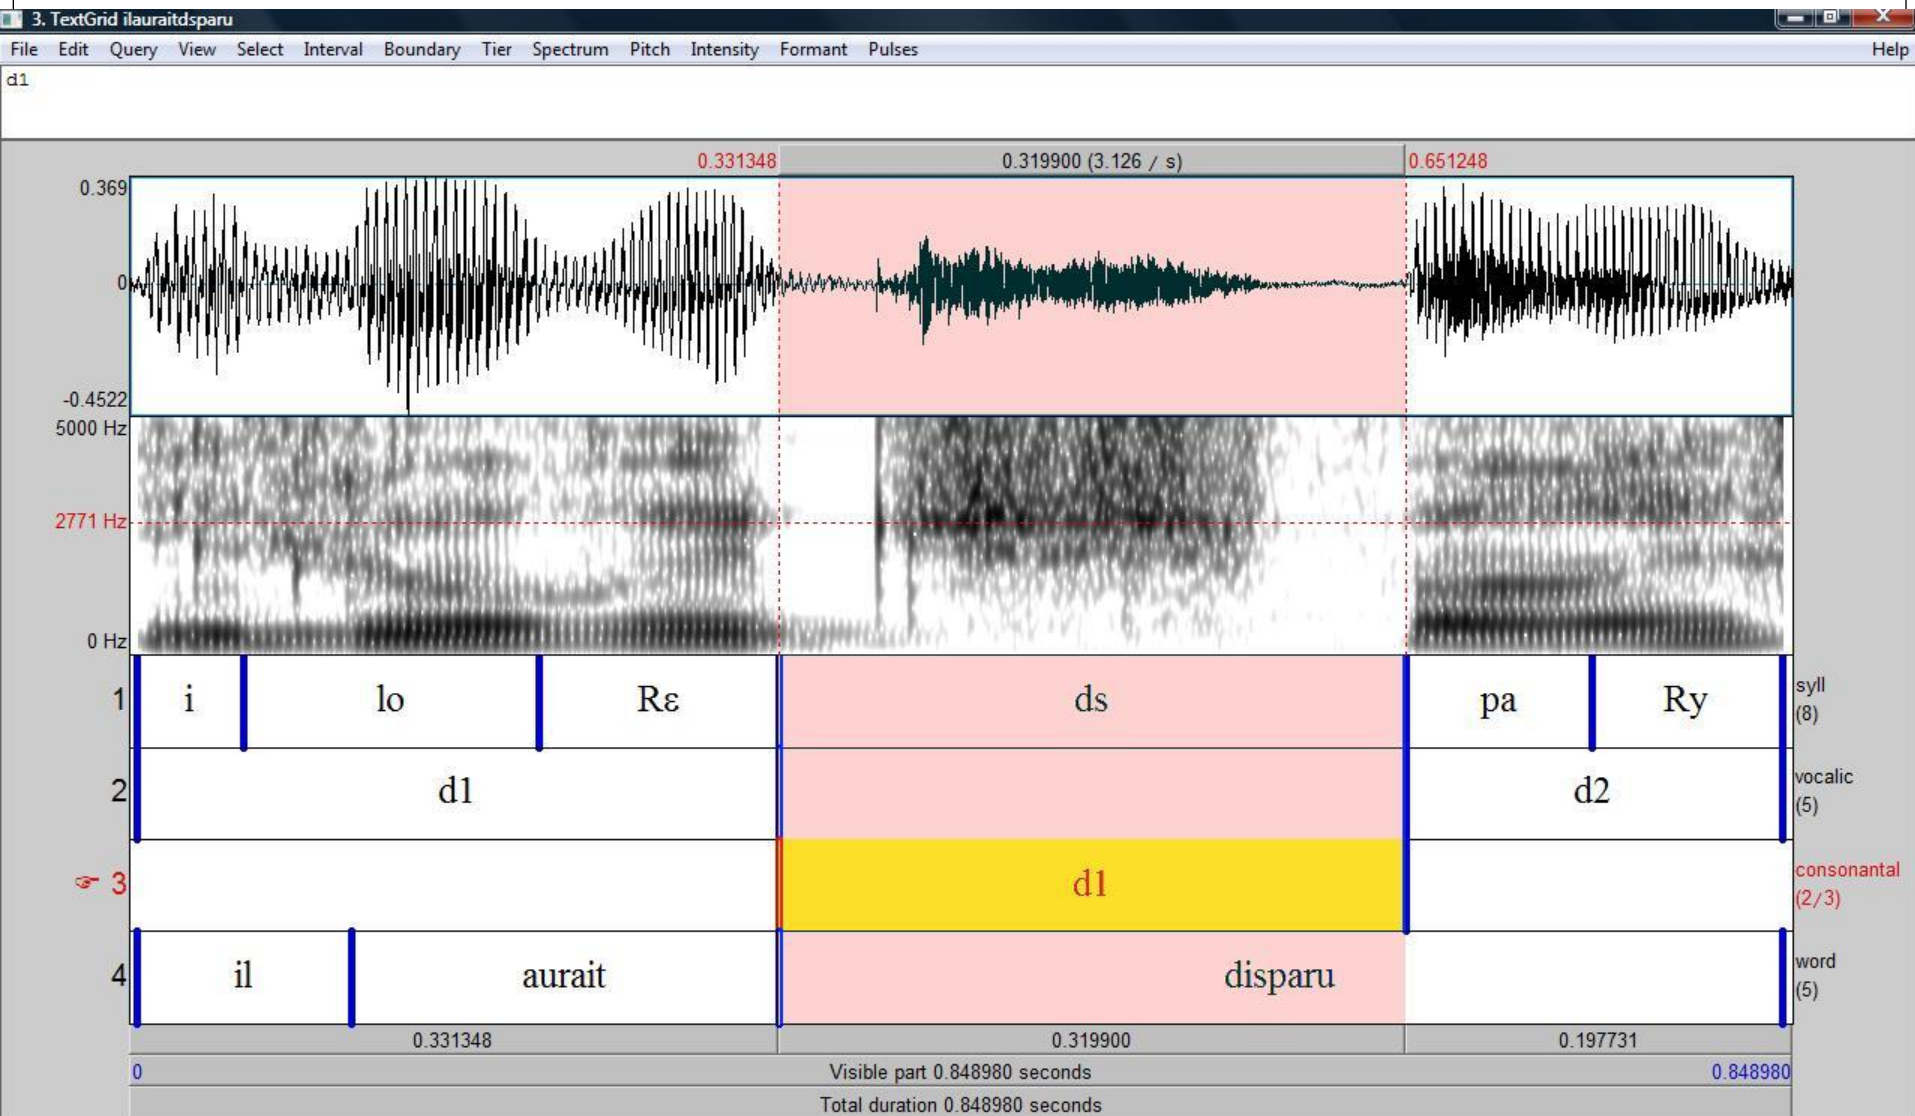 3. TextGrid ilauraitdsparu
File Edit Query View Select Interval Boundary Tier Spectrum Pitch Intensity Formant Pulses Help
d1
0.331348 0.319900 (3.126 / s) 0.651248
0.369
0
-0.4522
5000 Hz
2771 Hz
0 Hz
1 i lo Rε ds pa Ry syll
(8)
2 d1 d2 vocalic
(5)
☞ 3 d1 consonantal
(2/3)
4 il aurait disparu word
(5)
0.331348 0.319900 0.197731
0 Visible part 0.848980 seconds 0.848980
Total duration 0.848980 seconds